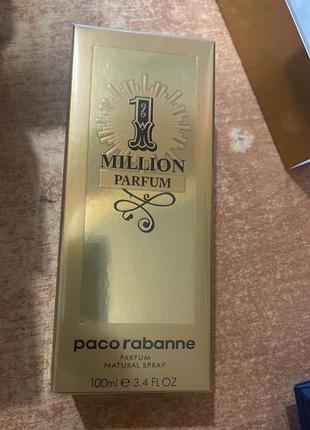 1
MILLION
PARFUM
paco rabanne
PARFUM
NATURAL SPRAY
100ml e 3.4 FL OZ